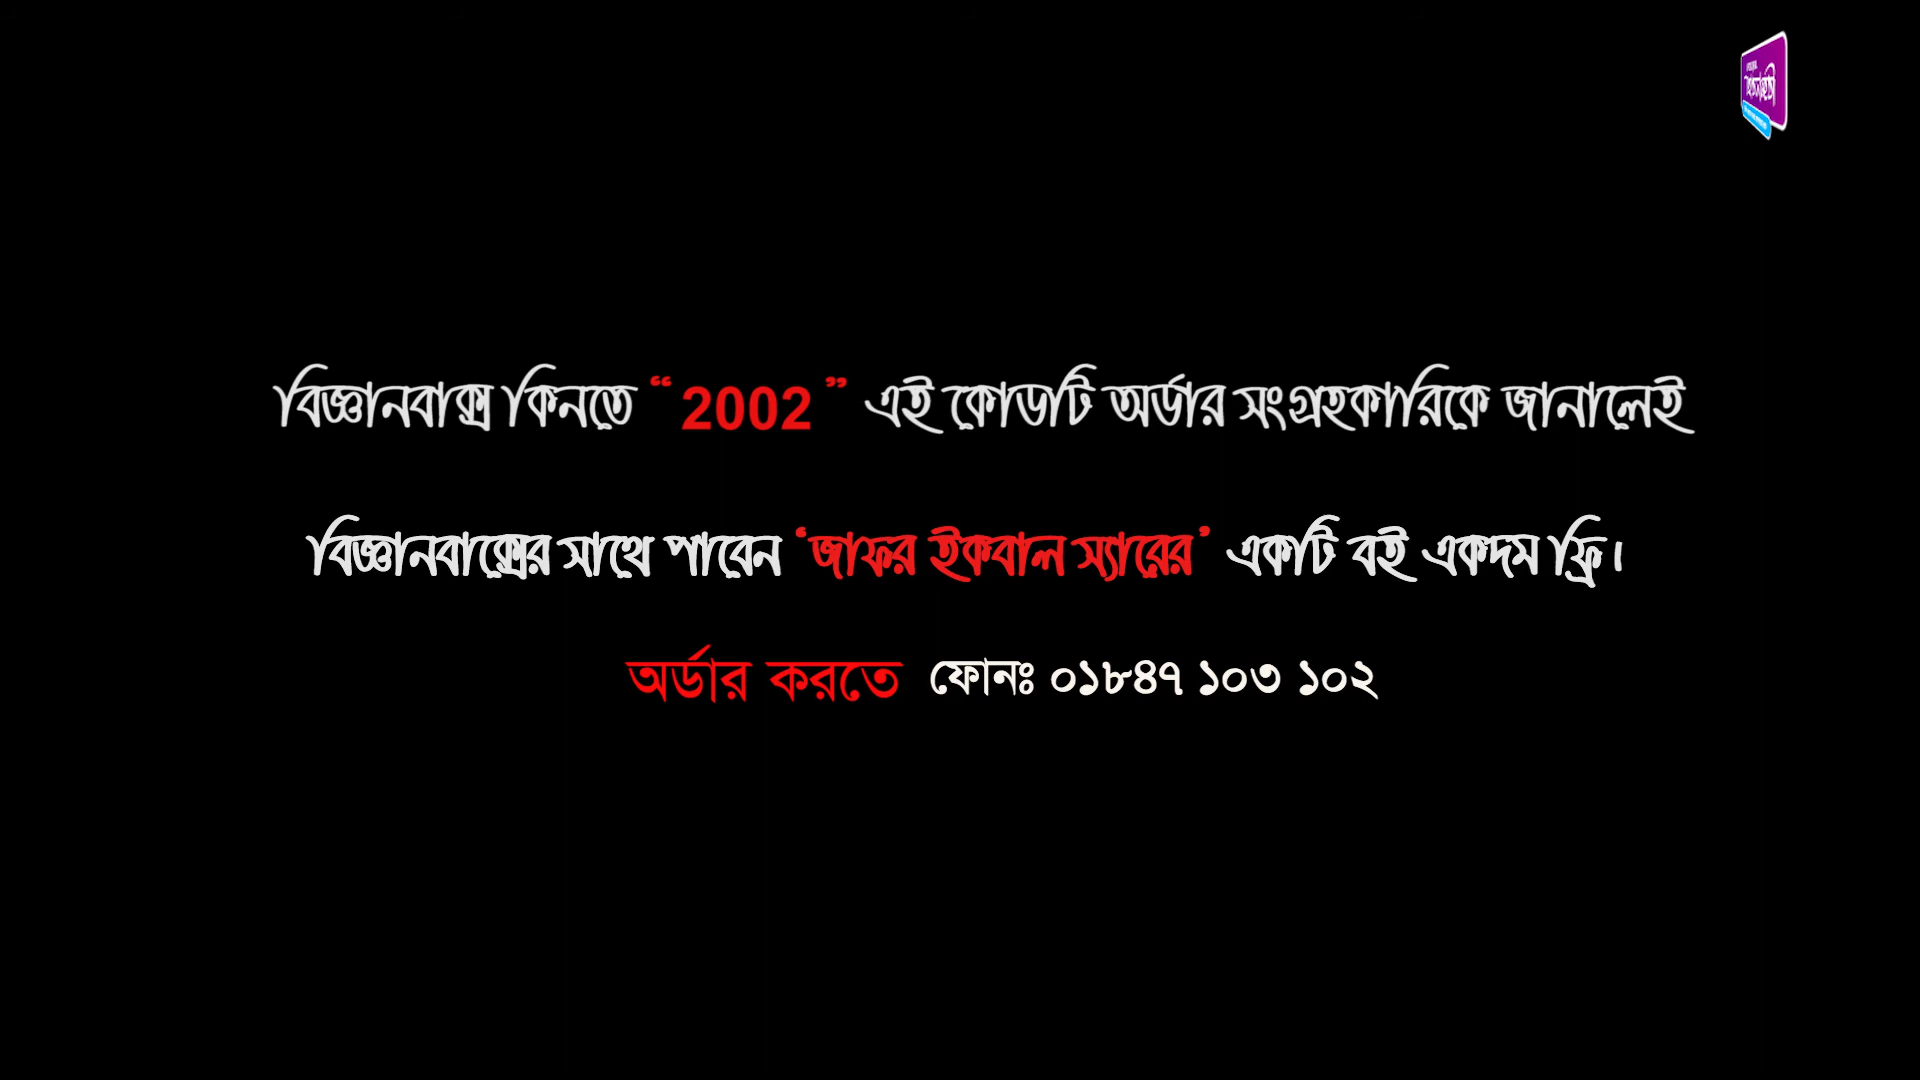 বিজ্ঞানবাক্স কিনতে “ 2002 ” এই কোডটি অর্ডার সংগ্রহকারিকে জানালেই
বিজ্ঞানবাক্সের সাথে পাবেন ‘জাফর ইকবাল স্যারের’ একটি বই একদম ফ্রি।
অর্ডার করতে ফোনঃ ০১৮৪৭ ১০৩ ১০২